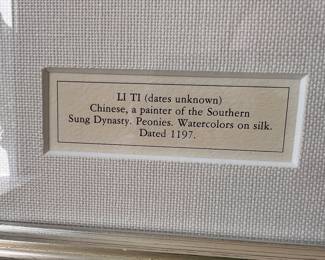 LI TI (dates unknown)
Chinese, a painter of the Southern
Sung Dynasty. Peonies. Watercolors on silk.
Dated 1197.